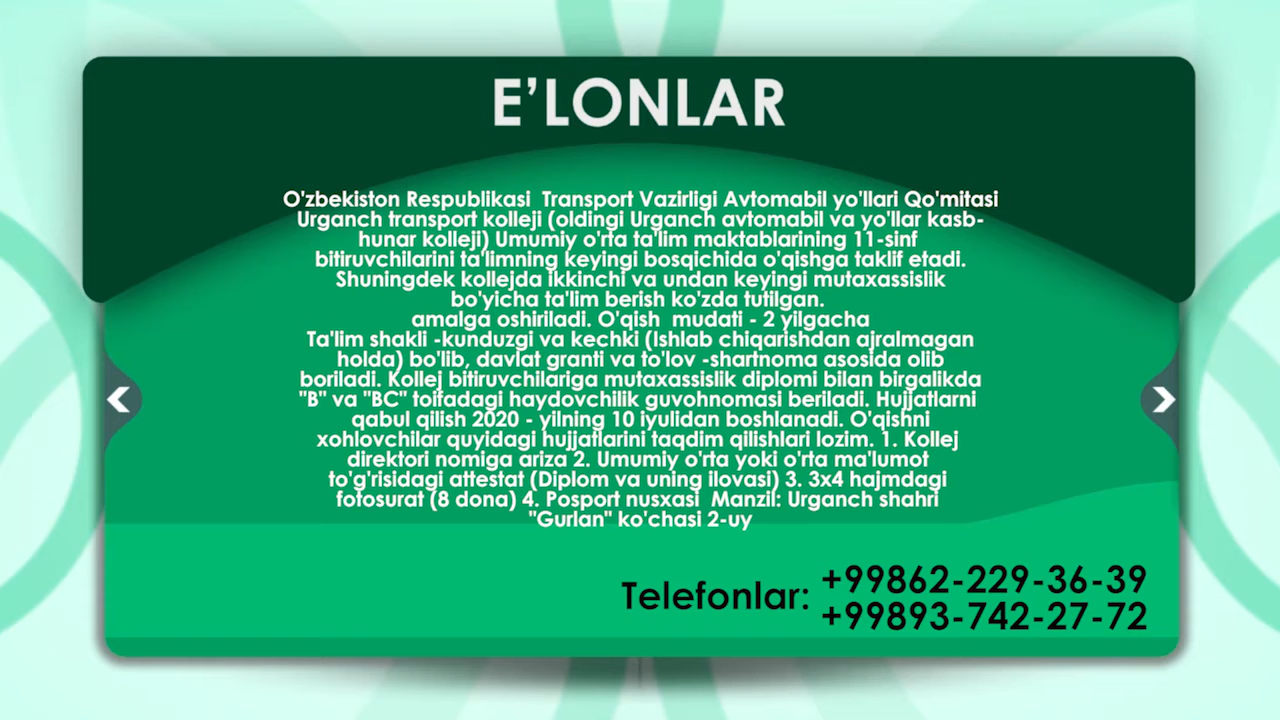 E’LONLAR
O'zbekiston Respublikasi  Transport Vazirligi Avtomabil yo'llari Qo'mitasi
Urganch transport kolleji (oldingi Urganch avtomabil va yo'llar kasb-
hunar kolleji) Umumiy o'rta ta'lim maktablarining 11-sinf
bitiruvchilarini ta'limning keyingi bosqichida o'qishga taklif etadi.
Shuningdek kollejda ikkinchi va undan keyingi mutaxassislik
bo'yicha ta'lim berish ko'zda tutilgan.
amalga oshiriladi. O'qish  mudati - 2 yilgacha
Ta'lim shakli -kunduzgi va kechki (Ishlab chiqarishdan ajralmagan
holda) bo'lib, davlat granti va to'lov -shartnoma asosida olib
boriladi. Kollej bitiruvchilariga mutaxassislik diplomi bilan birgalikda
"B" va "BC" toifadagi haydovchilik guvohnomasi beriladi. Hujjatlarni
qabul qilish 2020 - yilning 10 iyulidan boshlanadi. O'qishni
xohlovchilar quyidagi hujjatlarini taqdim qilishlari lozim. 1. Kollej
direktori nomiga ariza 2. Umumiy o'rta yoki o'rta ma'lumot
to'g'risidagi attestat (Diplom va uning ilovasi) 3. 3x4 hajmdagi
fotosurat (8 dona) 4. Posport nusxasi  Manzil: Urganch shahri
"Gurlan" ko'chasi 2-uy
Telefonlar: +99862-229-36-39
+99893-742-27-72